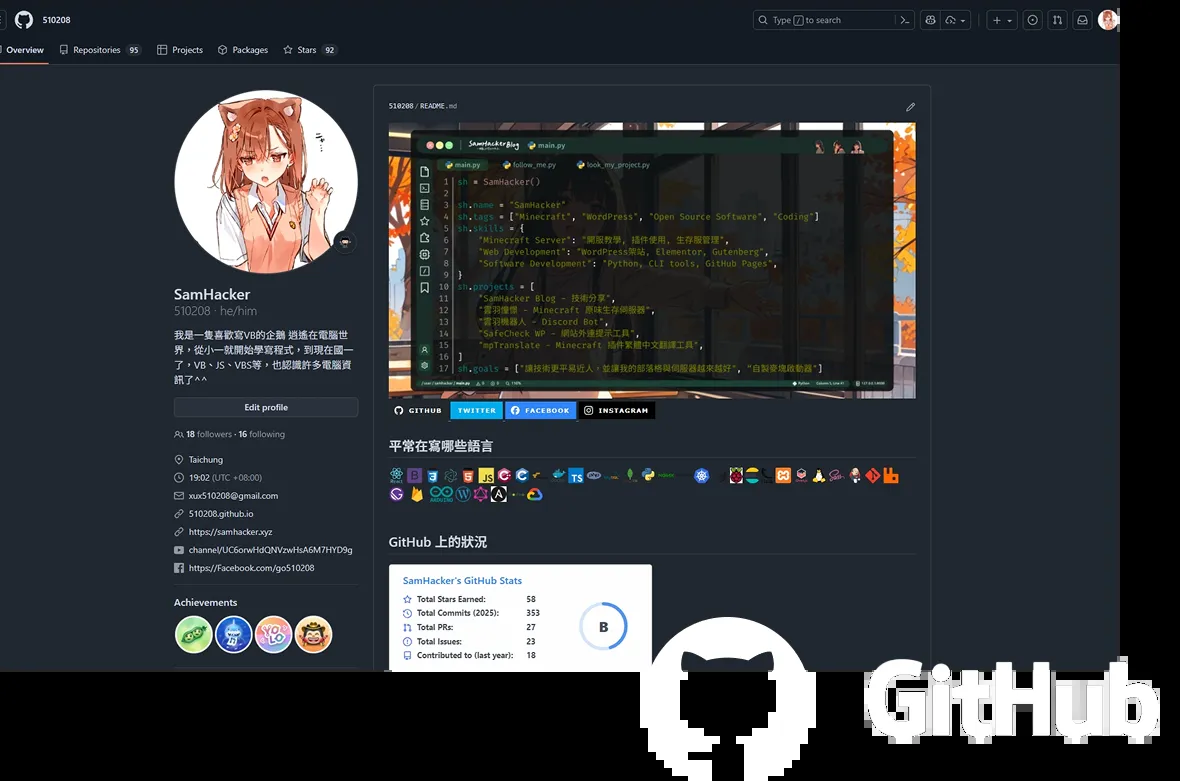 510208
Type / to search
Overview
Repositories 95
Projects
Packages
Stars 92
510208/README.md
SamHackerBlog
main.py
main.py
follow_me.py
look_my_project.py
1 sh = SamHacker()
2
3 sh.name = "SamHacker"
4 sh.tags = ["Minecraft", "WordPress", "Open Source Software", "Coding"]
5 sh.skills = {
6 "Minecraft Server": "開服教學, 插件使用, 生存服管理",
7 "Web Development": "WordPress架站, Elementor, Gutenberg",
8 "Software Development": "Python, CLI tools, GitHub Pages",
9 }
10 sh.projects = [
11 "SamHacker Blog - 技術分享",
12 "雲羽憧憬 - Minecraft 原味生存伺服器",
13 "雲羽機器人 - Discord Bot",
14 "SafeCheck WP - 網站外連提示工具",
15 "mpTranslate - Minecraft 插件繁體中文翻譯工具",
16 ]
17 sh.goals = ["讓技術更平易近人，並讓我的部落格與伺服器越來越好", "自製麥塊啟動器"]
SamHacker
510208 · he/him
我是一隻喜歡寫VB的企鵝 逍遙在電腦世
界，從小一就開始學寫程式，到現在國一
了，VB、JS、VBS等，也認識許多電腦資
訊了^^
Edit profile
18 followers · 16 following
Taichung
19:02 (UTC +08:00)
xux510208@gmail.com
510208.github.io
https://samhacker.xyz
channel/UC6orwHdQNVzwHsA6M7HYD9g
https://Facebook.com/go510208
Achievements
YOLO
GITHUB
TWITTER
FACEBOOK
INSTAGRAM
平常在寫哪些語言
JS
TS
php
GitHub 上的狀況
SamHacker's GitHub Stats
Total Stars Earned: 58
Total Commits (2025): 353
Total PRs: 27
Total Issues: 23
Contributed to (last year): 18
B
GitHub